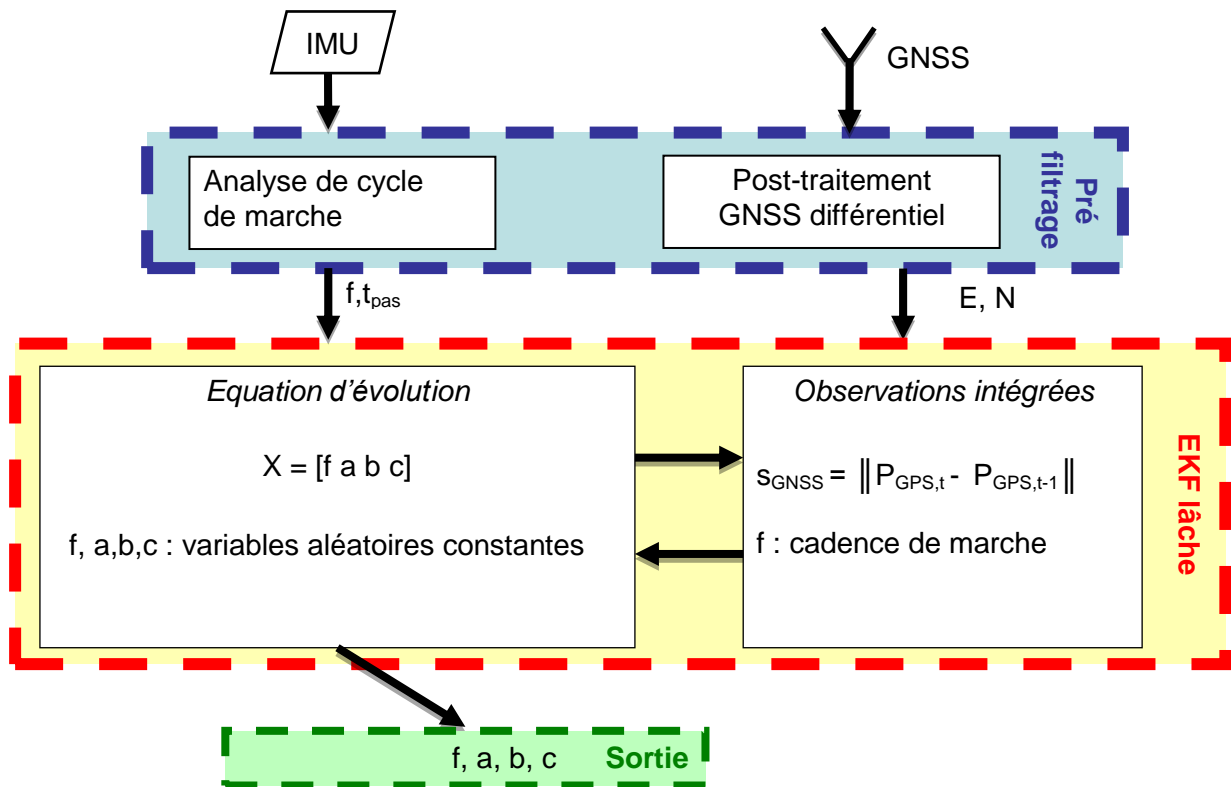 IMU
GNSS
Analyse de cycle
de marche
Post-traitement
GNSS différentiel
Pré
filtrage
f,tpas
E, N
Equation d'évolution
X = [f a b c]
f, a,b,c : variables aléatoires constantes
Observations intégrées
sGNSS = ‖PGPS,t - PGPS,t-1‖
f : cadence de marche
EKF lâche
f, a, b, c Sortie